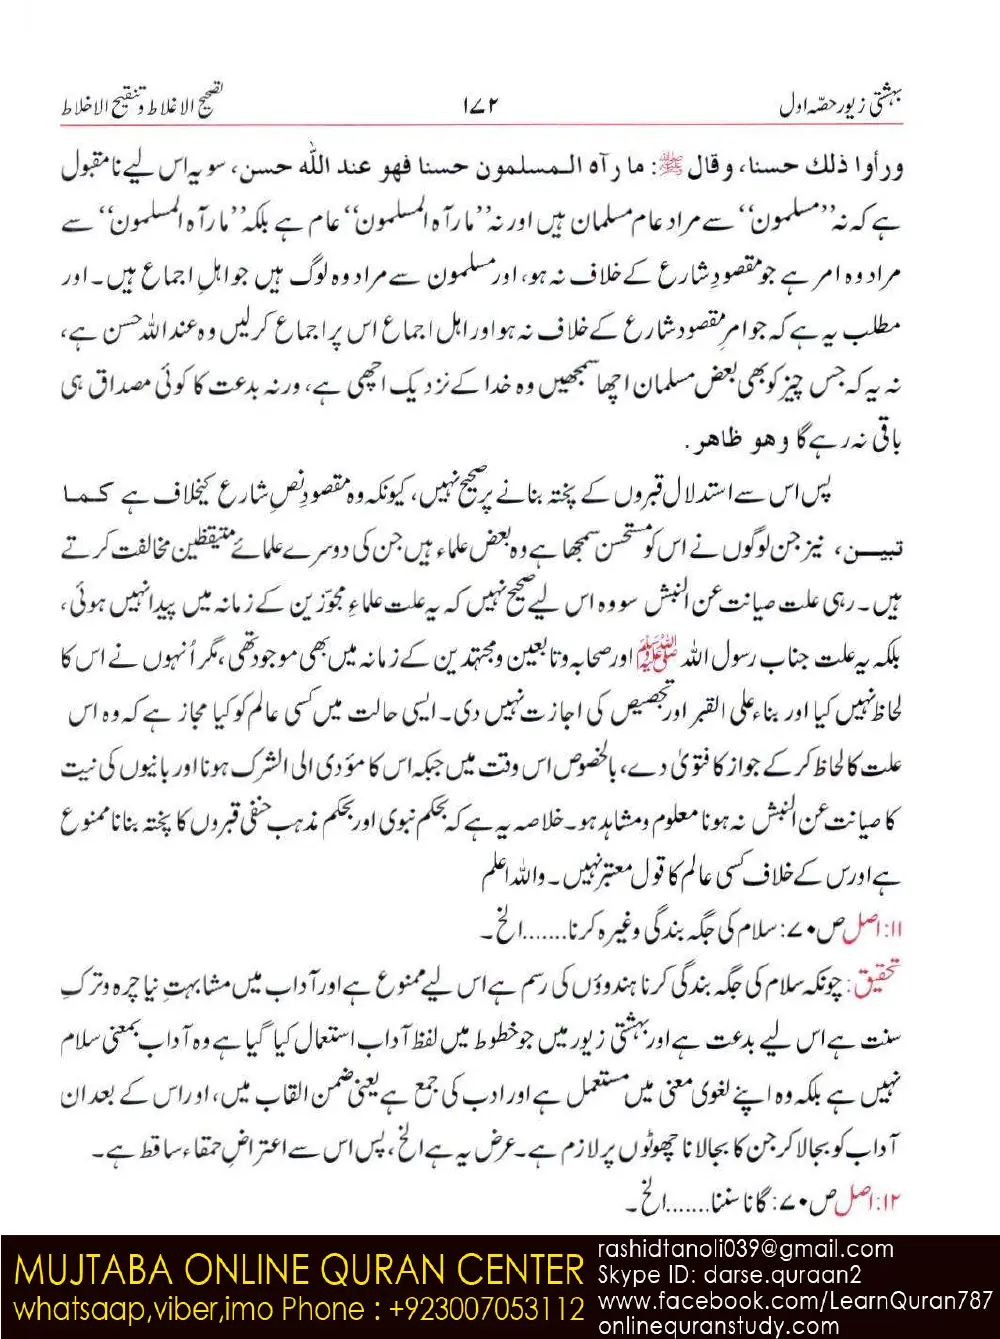 بہشتی زیور حصّہ اول ۱۷۲ تصحیح الاغلاط و تنقیح الاخلاط
ورأوا ذلك حسنا، وقال ﷺ: ما رآه المسلمون حسنا فهو عند الله حسن، سو یہ اس لیے نامقبول
ہے کہ نہ ’’مسلمون‘‘ سے مراد عام مسلمان ہیں اور نہ ’’ما رآه المسلمون‘‘ عام ہے بلکہ ’’ما رآه المسلمون‘‘ سے
مراد وہ امر ہے جو مقصودِ شارع کے خلاف نہ ہو، اور مسلمون سے مراد وہ لوگ ہیں جو اہلِ اجماع ہیں۔ اور
مطلب یہ ہے کہ جو امر مقصود شارع کے خلاف نہ ہو اور اہل اجماع اس پر اجماع کرلیں وہ عند اللہ حسن ہے،
نہ یہ کہ جس چیز کو بھی بعض مسلمان اچھا سمجھیں وہ خدا کے نزدیک اچھی ہے، ورنہ بدعت کا کوئی مصداق ہی
باقی نہ رہے گا وهو ظاهر.
پس اس سے استدلال قبروں کے پختہ بنانے پر صحیح نہیں، کیونکہ وہ مقصودِ نصِ شارع کیخلاف ہے كما
تبين، نیز جن لوگوں نے اس کو مستحسن سمجھا ہے وہ بعض علماء ہیں جن کی دوسرے علمائے متیقظین مخالفت کرتے
ہیں۔ رہی علت صیانت عن النبش سو وہ اس لیے صحیح نہیں کہ یہ علت علماءِ مجوّزین کے زمانہ میں پیدا نہیں ہوئی،
بلکہ یہ علت جناب رسول اللہ ﷺ اور صحابہ و تابعین و مجتہدین کے زمانہ میں بھی موجود تھی، مگر اُنہوں نے اس کا
لحاظ نہیں کیا اور بناء علی القبر اور تجصیص کی اجازت نہیں دی۔ ایسی حالت میں کسی عالم کو کیا مجاز ہے کہ وہ اس
علت کا لحاظ کر کے جواز کا فتویٰ دے، بالخصوص اس وقت میں جبکہ اس کا مؤدی الی الشرک ہونا اور بانیوں کی نیت
کا صیانت عن النبش نہ ہونا معلوم و مشاہد ہو۔ خلاصہ یہ ہے کہ بحکم نبوی اور بحکم مذہب حنفی قبروں کا پختہ بنانا ممنوع
ہے اورس کے خلاف کسی عالم کا قول معتبر نہیں۔ واللہ اعلم
۱۱: اصل ص ۷۰: سلام کی جگہ بندگی وغیرہ کرنا.......الخ۔
تحقیق: چونکہ سلام کی جگہ بندگی کرنا ہندوؤں کی رسم ہے اس لیے ممنوع ہے اور آداب میں مشابہتِ نیاچرہ و ترکِ
سنت ہے اس لیے بدعت ہے اور بہشتی زیور میں جو خطوط میں لفظ آداب استعمال کیا گیا ہے وہ آداب بمعنی سلام
نہیں ہے بلکہ وہ اپنے لغوی معنی میں مستعمل ہے اور ادب کی جمع ہے یعنی ضمن القاب میں، اور اس کے بعد ان
آداب کو بجالا کر جن کا بجا لانا چھوٹوں پر لازم ہے۔ عرض یہ ہے الخ، پس اس سے اعتراضِ حمقاء ساقط ہے۔
۱۲: اصل ص ۷۰: گانا سننا.......الخ۔
MUJTABA ONLINE QURAN CENTER
whatsaap,viber,imo Phone : +923007053112
rashidtanoli039@gmail.com
Skype ID: darse.quraan2
www.facebook.com/LearnQuran787
onlinequranstudy.com